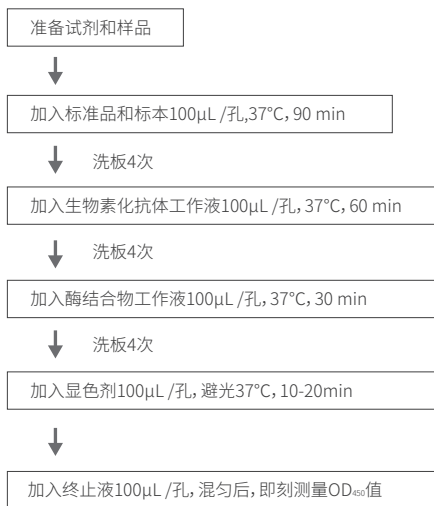 准备试剂和样品
加入标准品和标本100μL /孔,37℃，90 min
洗板4次
加入生物素化抗体工作液100μL /孔，37℃，60 min
洗板4次
加入酶结合物工作液100μL /孔，37℃，30 min
洗板4次
加入显色剂100μL /孔，避光37℃，10-20min
加入终止液100μL /孔，混匀后，即刻测量OD₄₅₀值